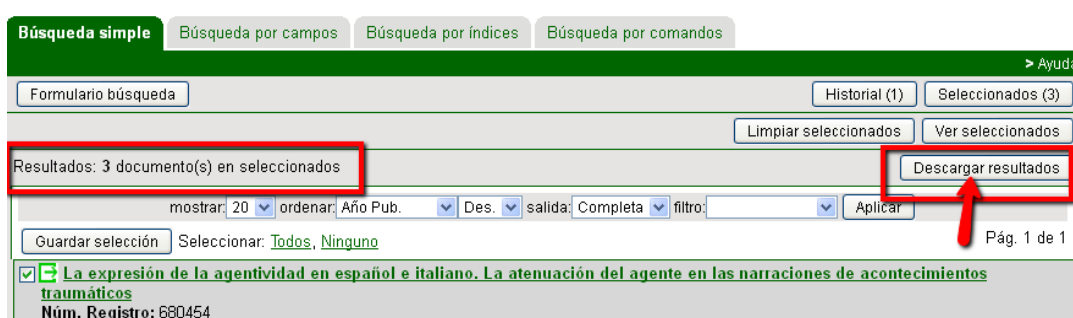 Búsqueda simple Búsqueda por campos Búsqueda por índices Búsqueda por comandos
> Ayuda
Formulario búsqueda Historial (1) Seleccionados (3)
Limpiar seleccionados Ver seleccionados
Resultados: 3 documento(s) en seleccionados Descargar resultados
mostrar: 20 ordenar: Año Pub. Des. salida: Completa filtro: Aplicar
Guardar selección Seleccionar: Todos, Ninguno Pág. 1 de 1
La expresión de la agentividad en español e italiano. La atenuación del agente en las narraciones de acontecimientos
traumáticos
Núm. Registro: 680454